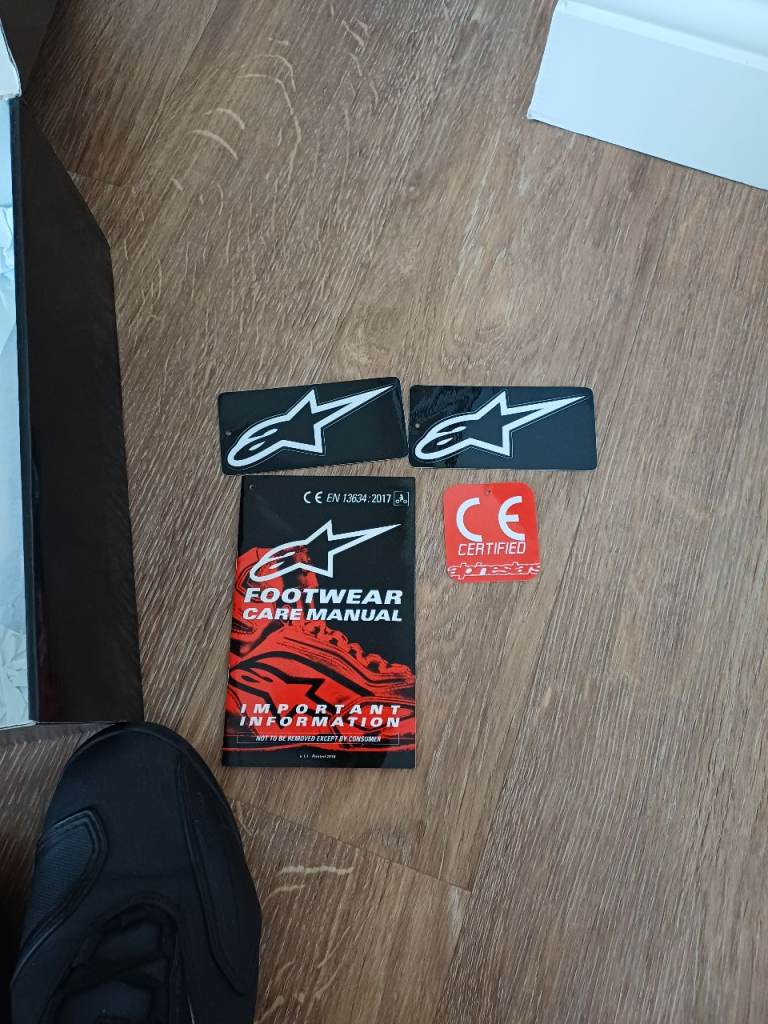 CE EN 13634:2017
FOOTWEAR
CARE MANUAL
IMPORTANT
INFORMATION
NOT TO BE REMOVED EXCEPT BY CONSUMER
CE
CERTIFIED
alpinestars